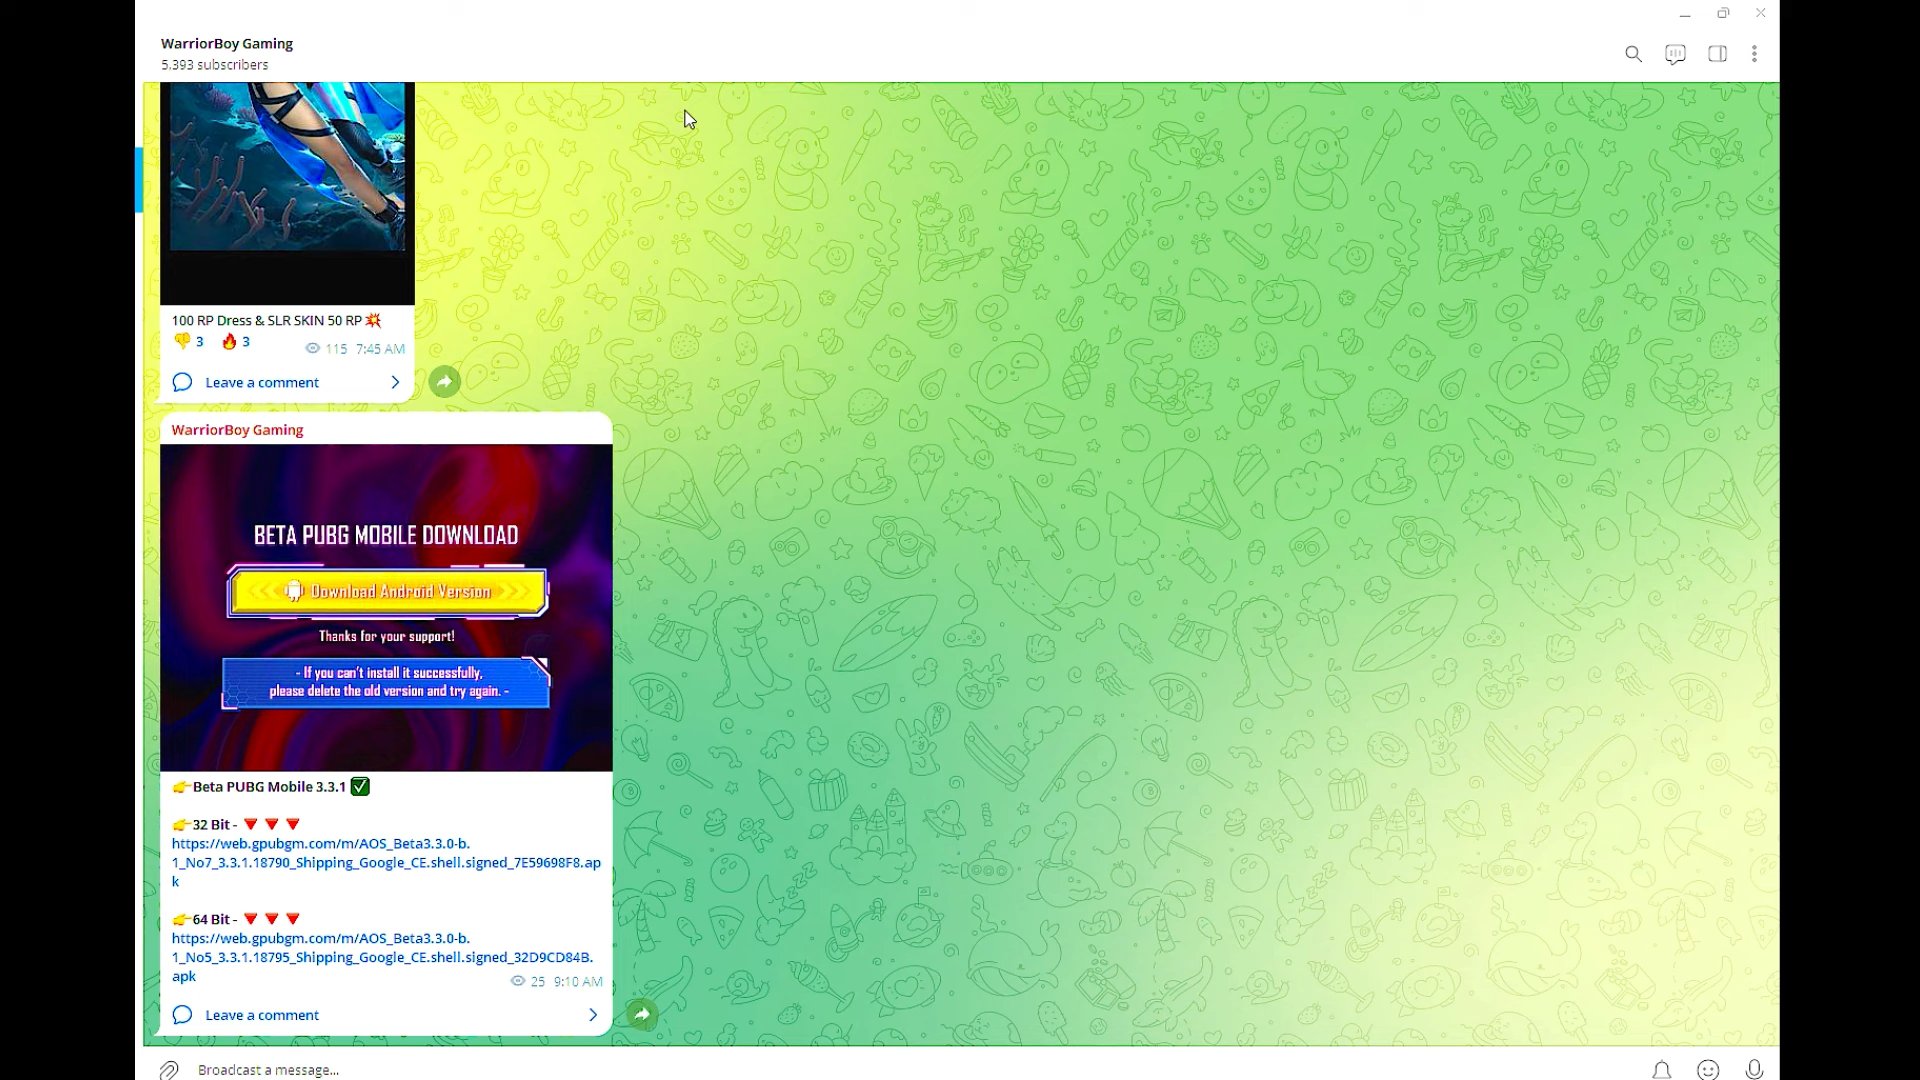 WarriorBoy Gaming
5,393 subscribers
100 RP Dress & SLR SKIN 50 RP💥
👎 3 🔥 3 115 7:45 AM
Leave a comment
WarriorBoy Gaming
BETA PUBG MOBILE DOWNLOAD
Download Android Version
Thanks for your support!
- If you can't install it successfully,
please delete the old version and try again. -
👉Beta PUBG Mobile 3.3.1 ✅
👉32 Bit - 🔻🔻🔻
https://web.gpubgm.com/m/AOS_Beta3.3.0-b.
1_No7_3.3.1.18790_Shipping_Google_CE.shell.signed_7E59698F8.ap
k
👉64 Bit - 🔻🔻🔻
https://web.gpubgm.com/m/AOS_Beta3.3.0-b.
1_No5_3.3.1.18795_Shipping_Google_CE.shell.signed_32D9CD84B.
apk
25 9:10 AM
Leave a comment
Broadcast a message...